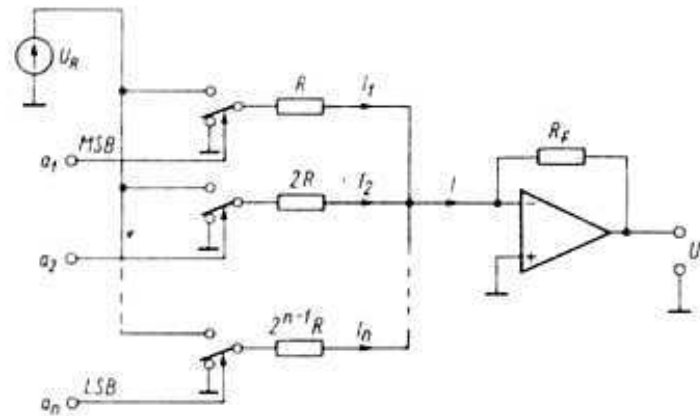 U_R
R
I_1
MSB
a_1
R_F
2R
I_2
I
-
+
a_2
U
2^{n-1}R
I_n
LSB
a_n